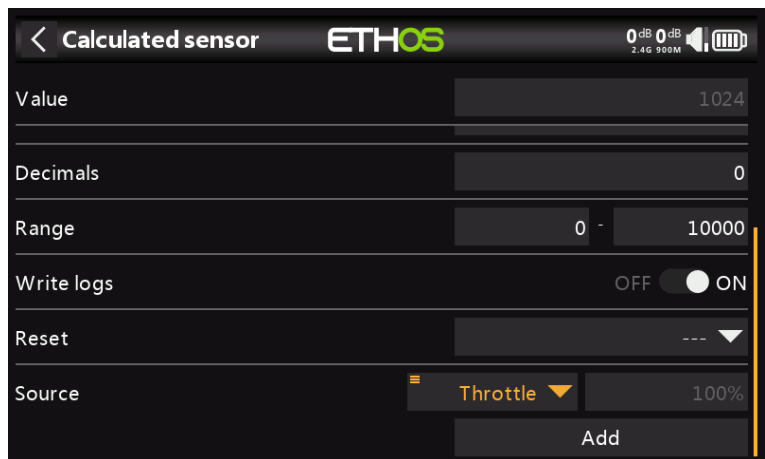 Calculated sensor ETHOS 0dB 0dB
2.4G 900M
Value 1024
Decimals 0
Range 0 - 10000
Write logs OFF ON
Reset ---
Source Throttle 100%
Add